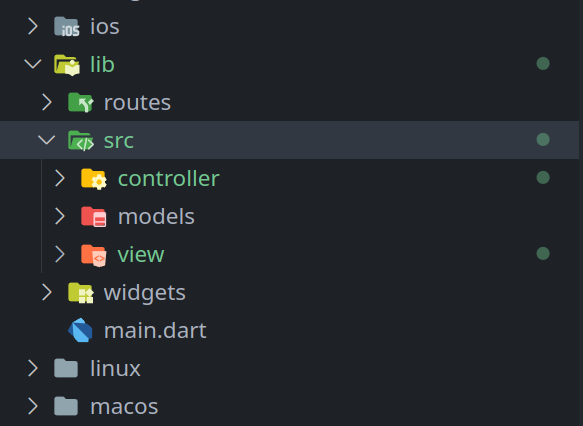 ios
lib
routes
src
controller
models
view
widgets
main.dart
linux
macos